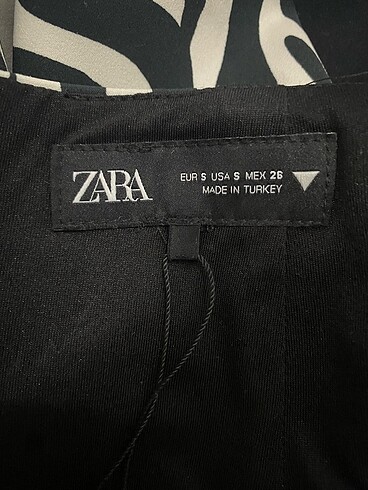 ZARA
EUR S USA S MEX 26
MADE IN TURKEY